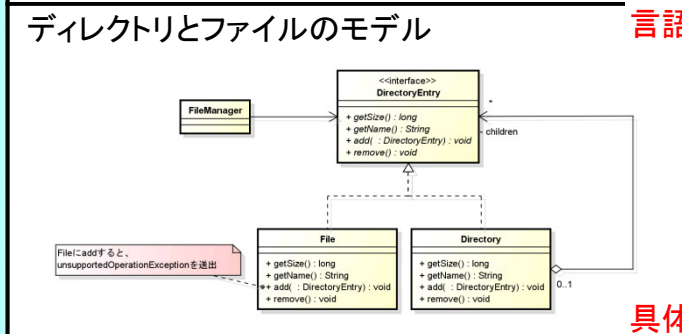 ディレクトリとファイルのモデル
言語
<<interface>>
DirectoryEntry
+ getSize() : long
+ getName() : String
+ add( : DirectoryEntry) : void
+ remove() : void
FileManager
*
- children
File
+ getSize() : long
+ getName() : String
+ add( : DirectoryEntry) : void
+ remove() : void
Directory
+ getSize() : long
+ getName() : String
+ add( : DirectoryEntry) : void
+ remove() : void
0..1
Fileにaddすると、
unsupportedOperationExceptionを送出
具体